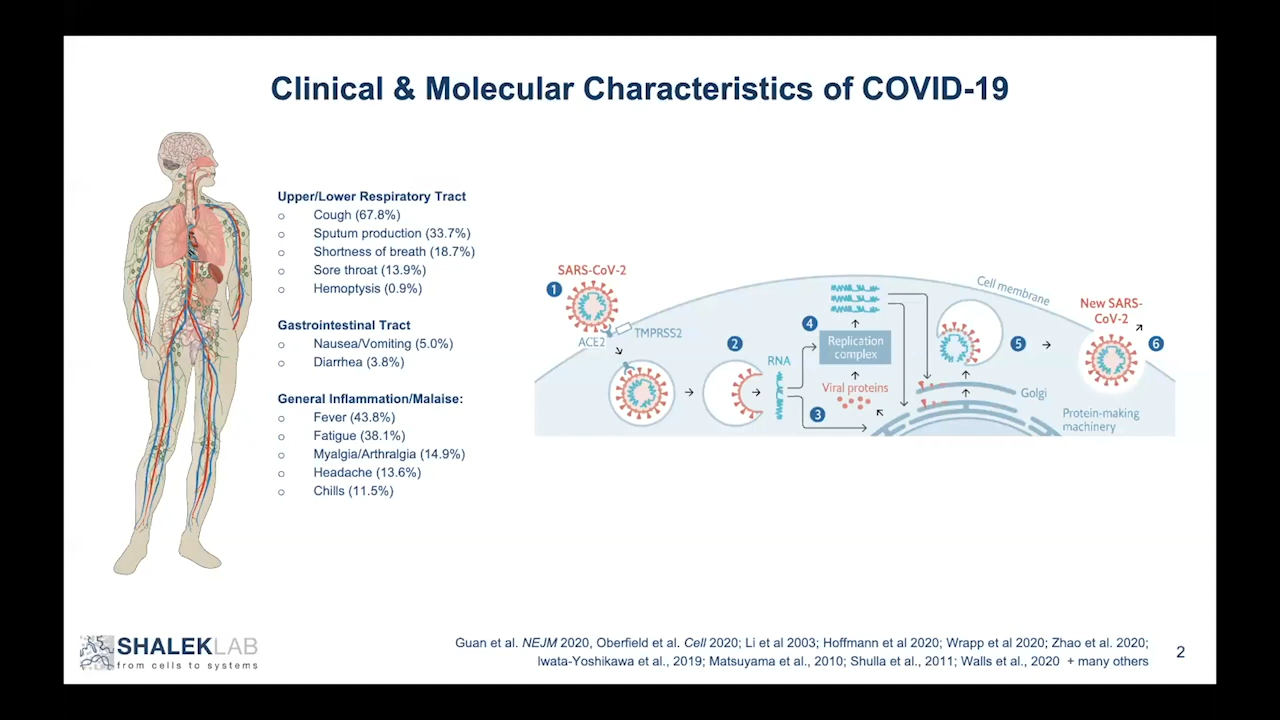 Clinical & Molecular Characteristics of COVID-19
Upper/Lower Respiratory Tract
o Cough (67.8%)
o Sputum production (33.7%)
o Shortness of breath (18.7%)
o Sore throat (13.9%)
o Hemoptysis (0.9%)
Gastrointestinal Tract
o Nausea/Vomiting (5.0%)
o Diarrhea (3.8%)
General Inflammation/Malaise:
o Fever (43.8%)
o Fatigue (38.1%)
o Myalgia/Arthralgia (14.9%)
o Headache (13.6%)
o Chills (11.5%)
SARS-CoV-2
1
ACE2
TMPRSS2
2
RNA
3
Viral proteins
4
Replication
complex
Cell membrane
5
Golgi
Protein-making
machinery
New SARS-
CoV-2
6
SHALEKLAB
from cells to systems
Guan et al. NEJM 2020, Oberfield et al. Cell 2020; Li et al 2003; Hoffmann et al 2020; Wrapp et al 2020; Zhao et al. 2020;
Iwata-Yoshikawa et al., 2019; Matsuyama et al., 2010; Shulla et al., 2011; Walls et al., 2020 + many others
2